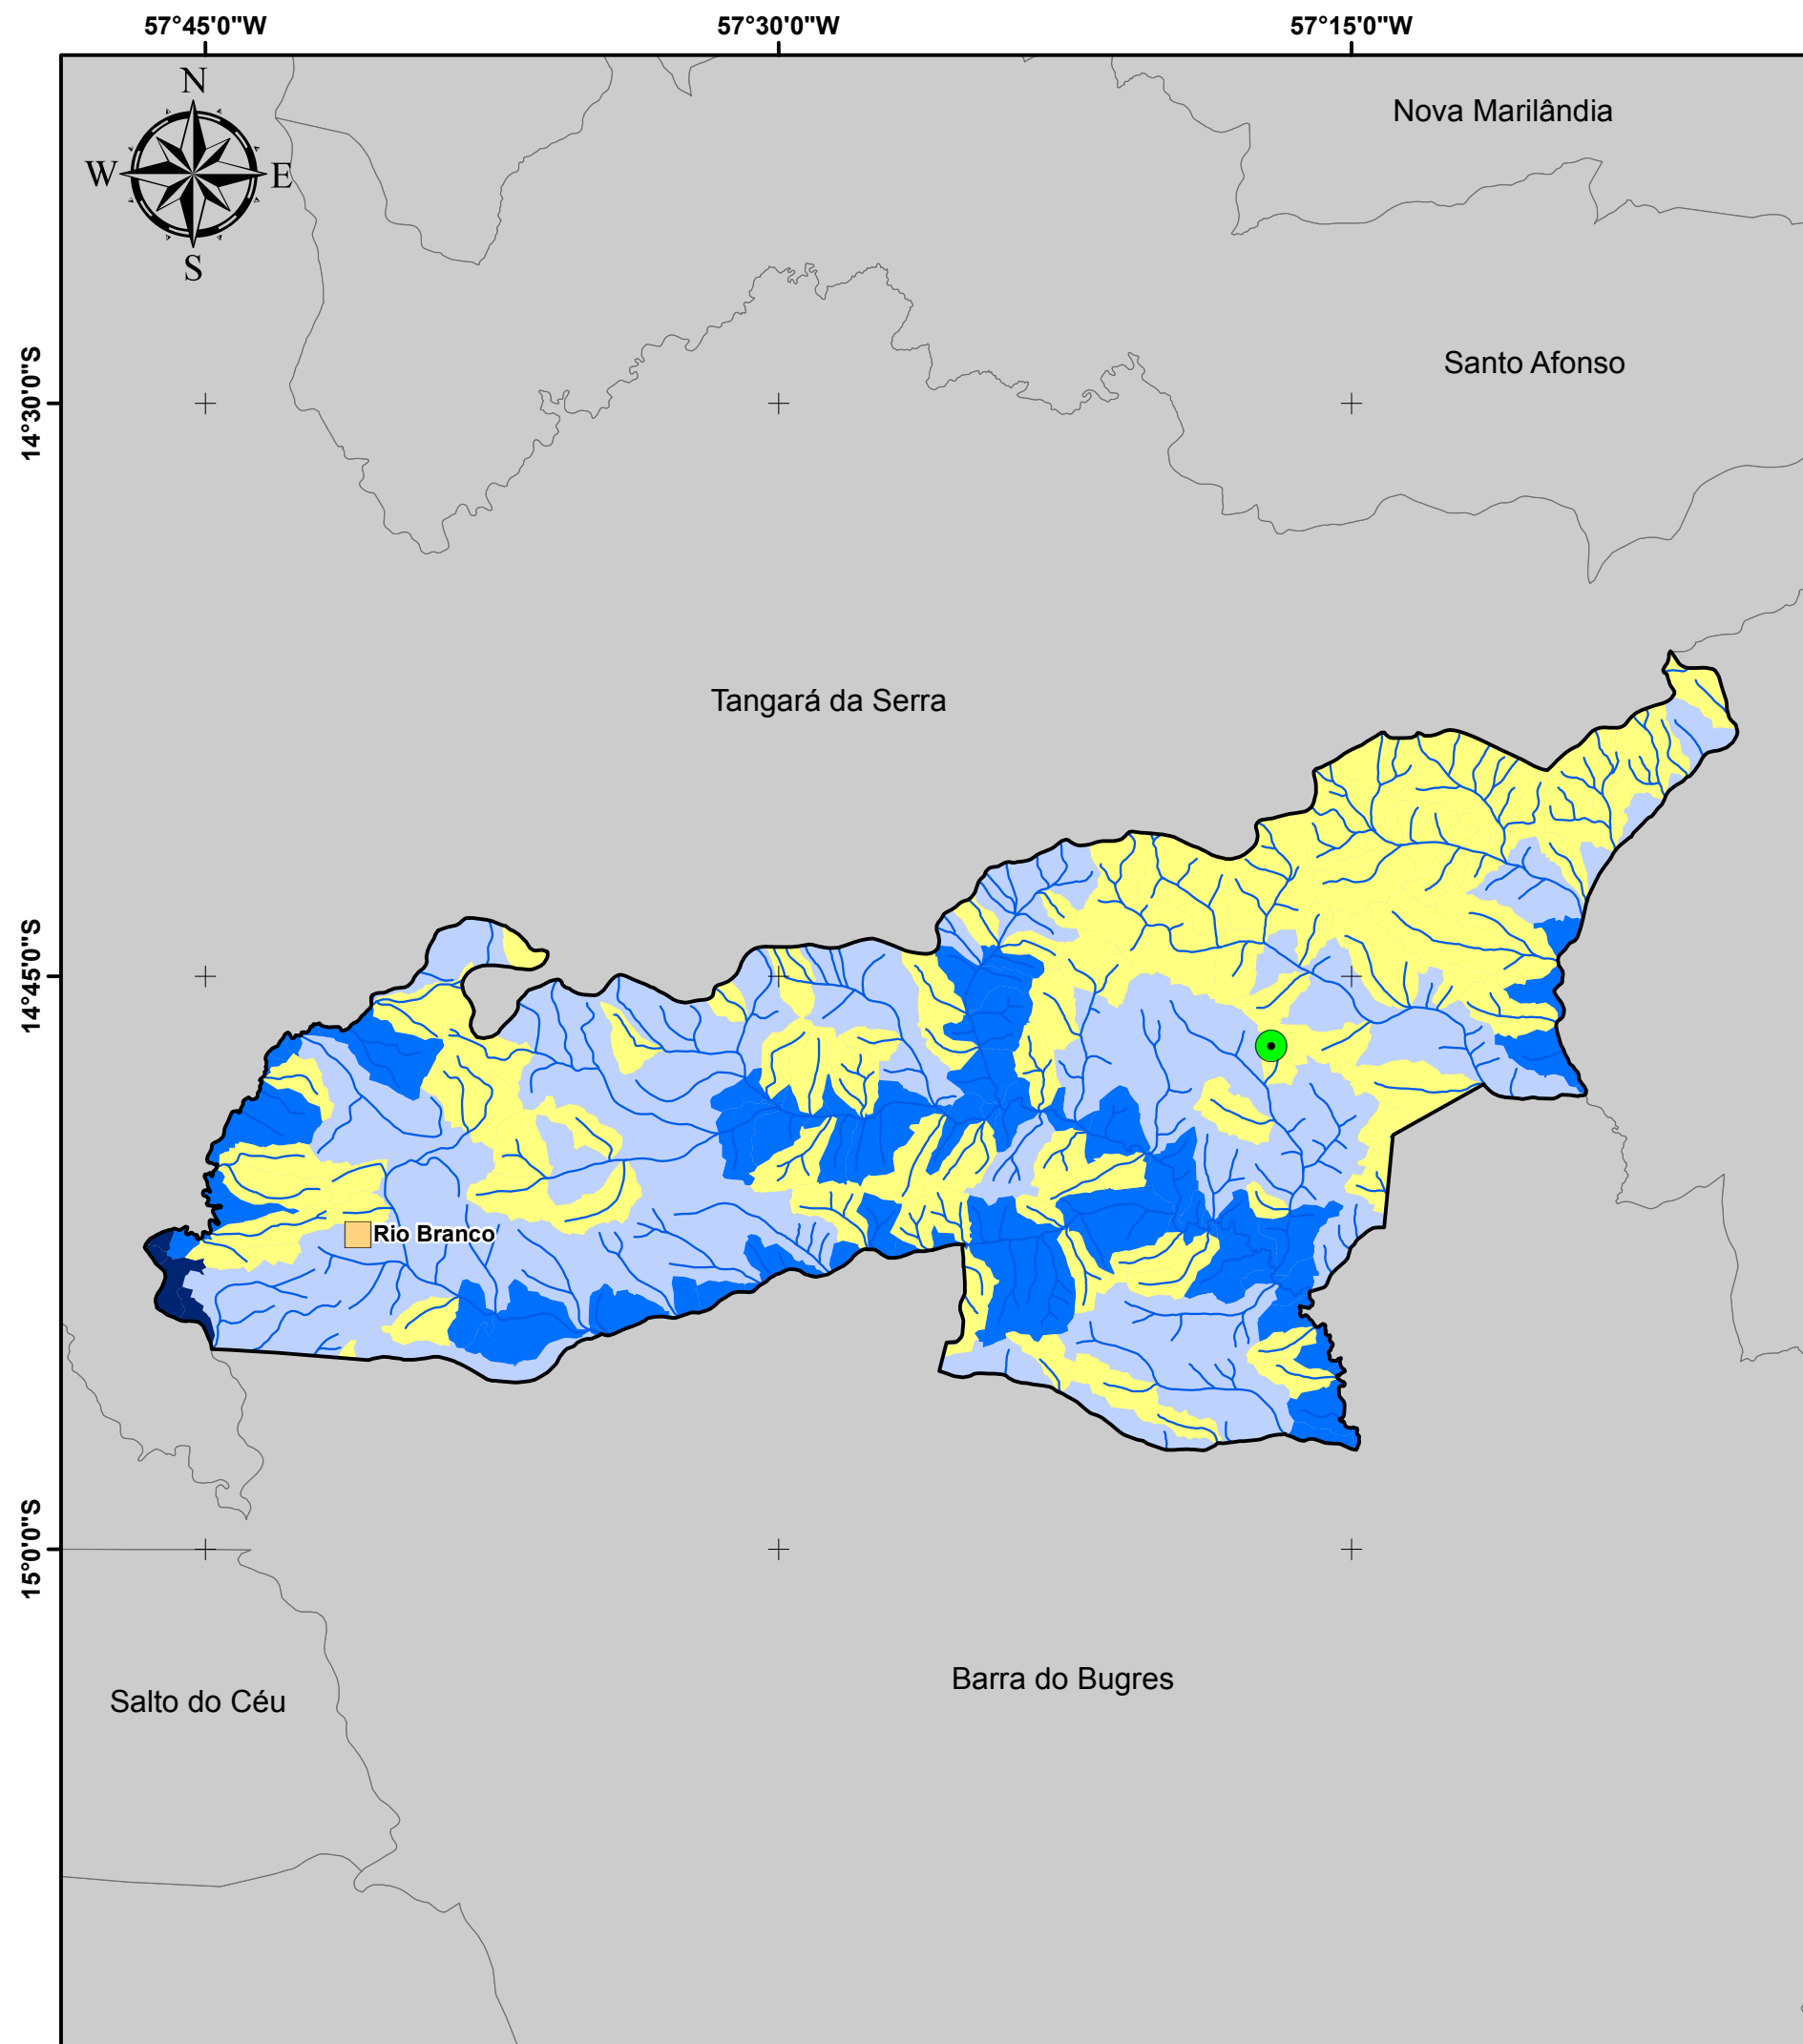 57°45'0"W
57°30'0"W
57°15'0"W
N
W
E
S
Nova Marilândia
Santo Afonso
14°30'0"S
Tangará da Serra
14°45'0"S
Rio Branco
15°0'0"S
Barra do Bugres
Salto do Céu